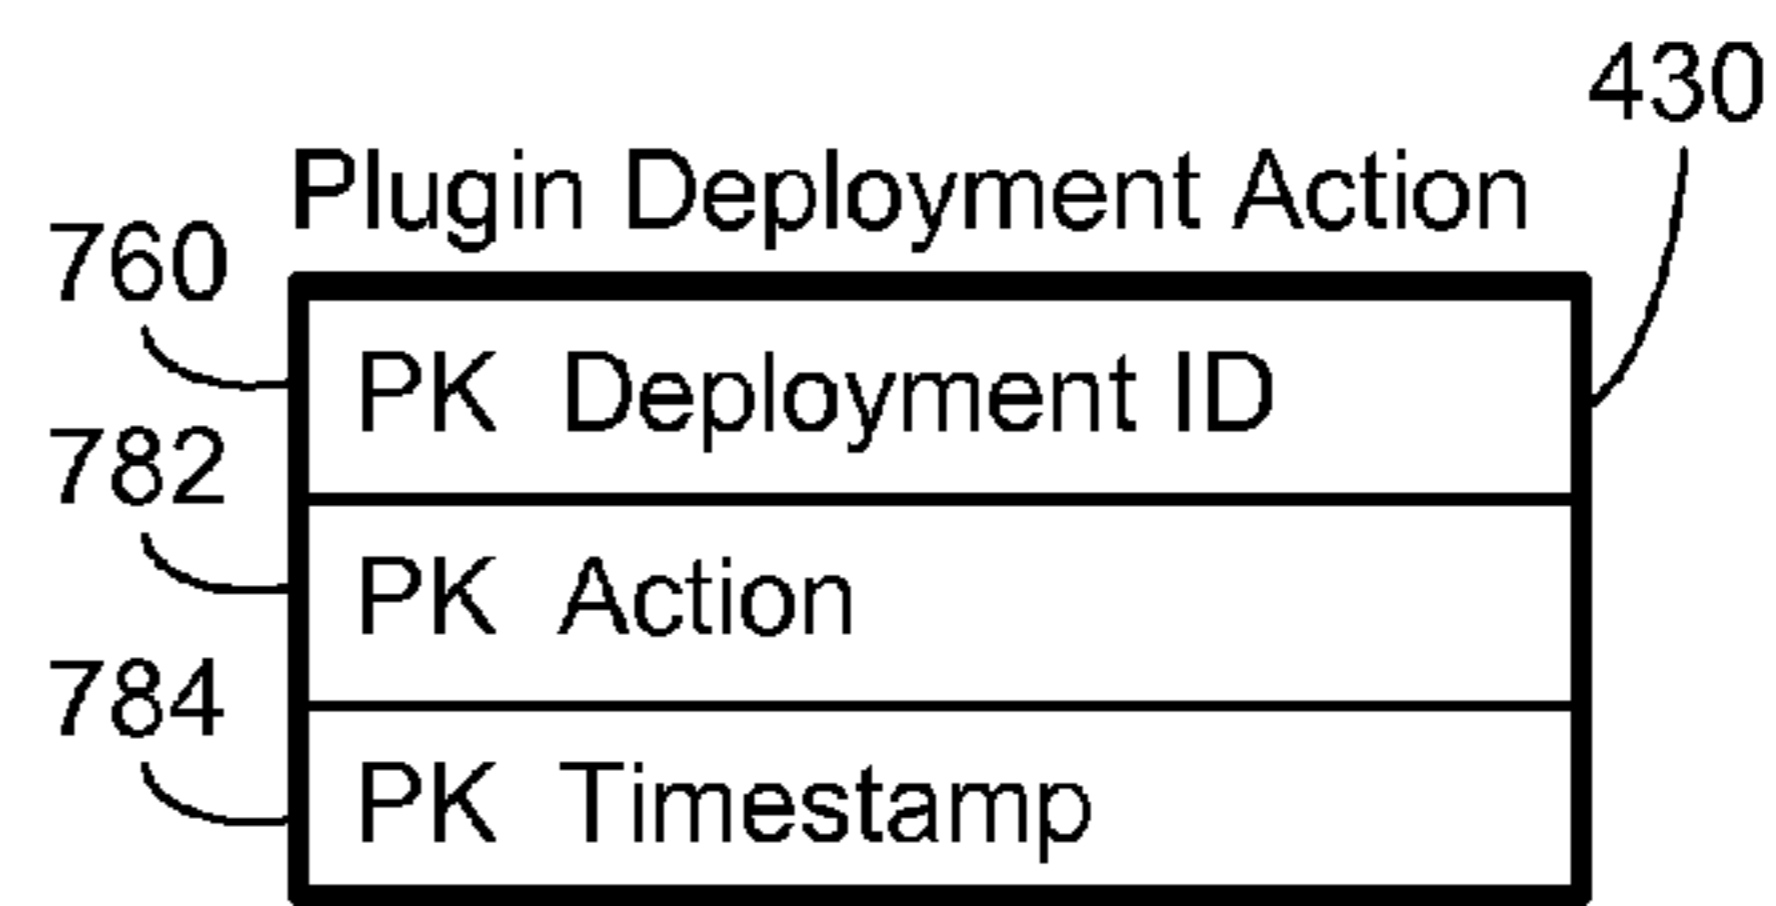 430
Plugin Deployment Action
760
PK Deployment ID
782
PK Action
784
PK Timestamp